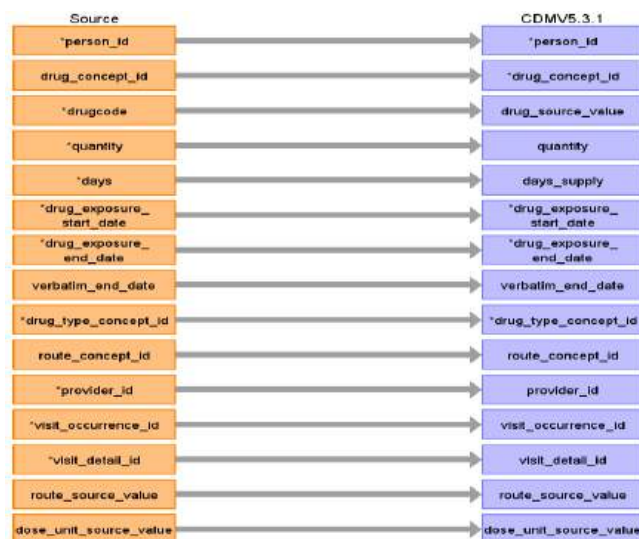 Source CDMV5.3.1
*person_id *person_id
drug_concept_id *drug_concept_id
*drugcode drug_source_value
*quantity quantity
*days days_supply
*drug_exposure_ *drug_exposure_
start_date start_date
*drug_exposure_ *drug_exposure_
end_date end_date
verbatim_end_date verbatim_end_date
*drug_type_concept_id *drug_type_concept_id
route_concept_id route_concept_id
*provider_id provider_id
*visit_occurrence_id visit_occurrence_id
*visit_detail_id visit_detail_id
route_source_value route_source_value
dose_unit_source_value dose_unit_source_value